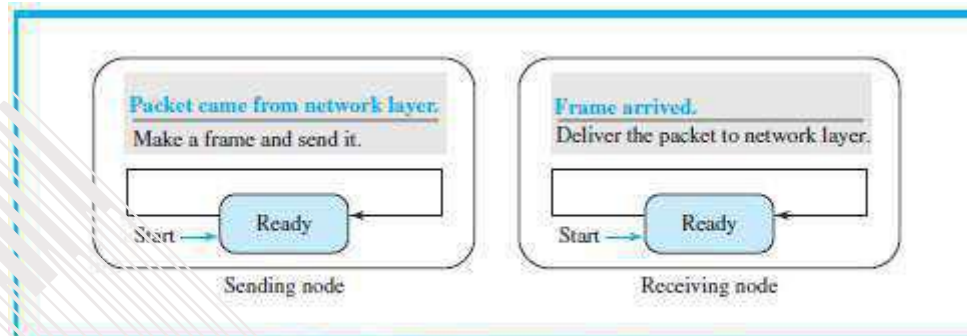 Packet came from network layer.
Make a frame and send it.
Start
Ready
Sending node
Frame arrived.
Deliver the packet to network layer.
Start
Ready
Receiving node